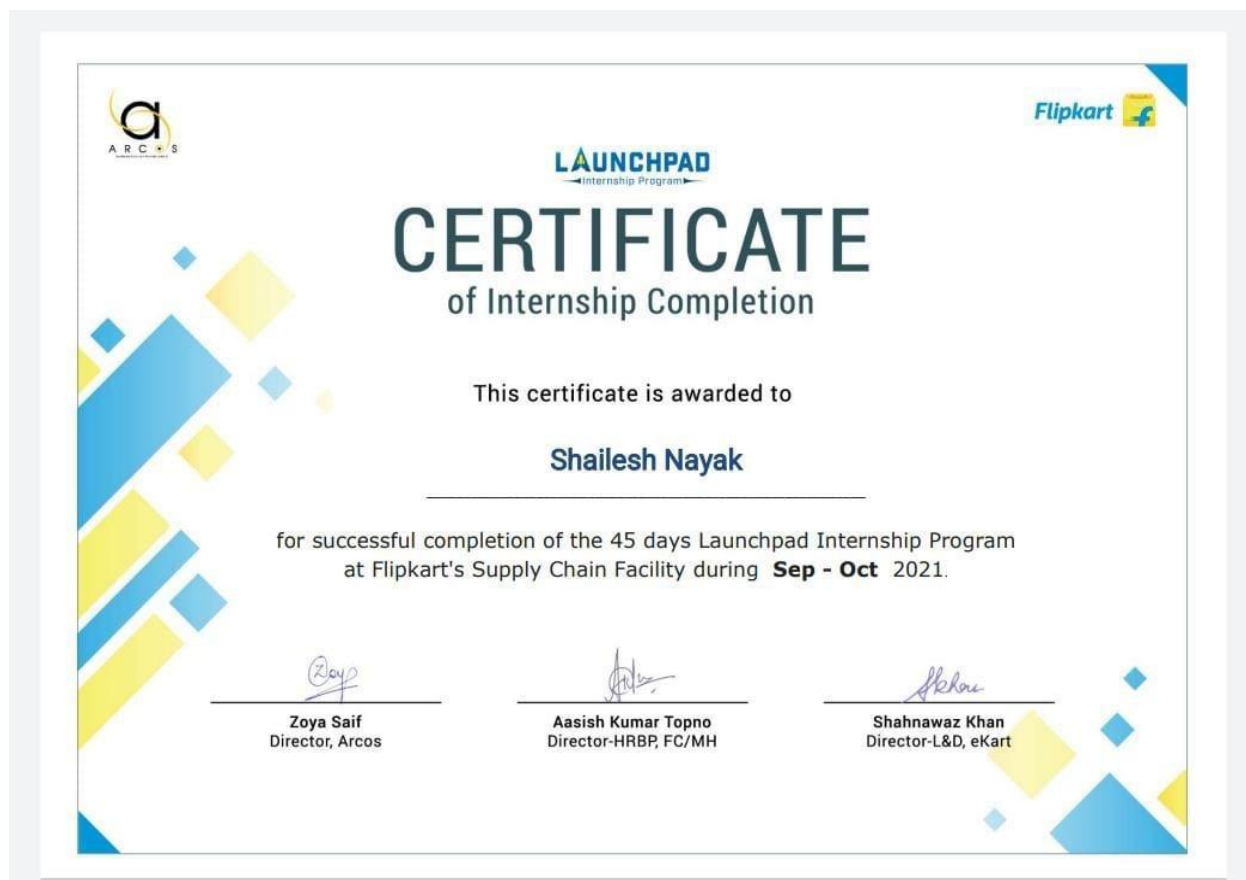 ARCOS
Flipkart
LAUNCHPAD
Internship Program
CERTIFICATE
of Internship Completion
This certificate is awarded to
Shailesh Nayak
for successful completion of the 45 days Launchpad Internship Program
at Flipkart's Supply Chain Facility during Sep - Oct 2021.
Zoya Saif
Director, Arcos
Aasish Kumar Topno
Director-HRBP, FC/MH
Shahnawaz Khan
Director-L&D, eKart